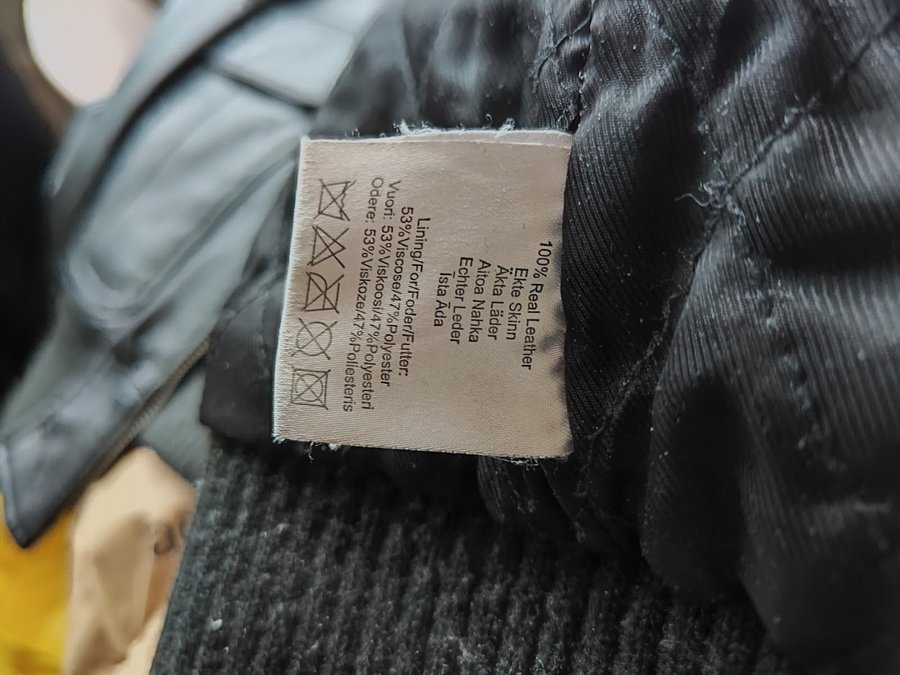 100% Real Leather
Ekte Skinn
Äkta Läder
Aitoa Nahka
Echter Leder
Īsta Āda
Lining/For/Foder/Futter:
53%Viscose/47%Polyester
Vuori: 53%Viskoosi/47%Polyesteri
Odere: 53%Viskoze/47%Poliesteris